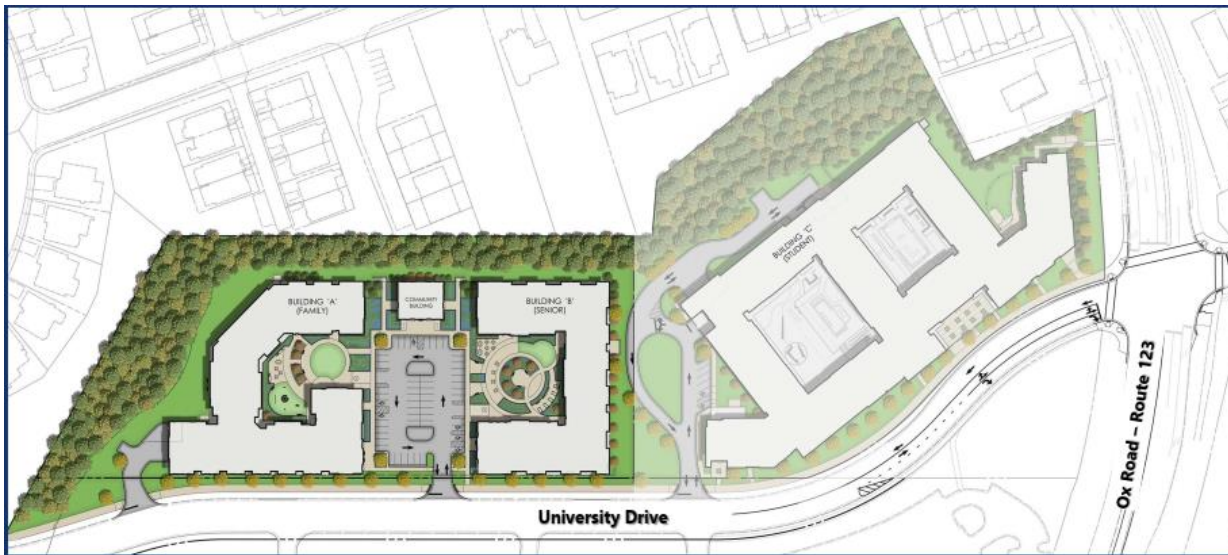 BUILDING 'A'
(FAMILY)
COMMUNITY
BUILDING
BUILDING 'B'
(SENIOR)
BUILDING "C"
(STUDENT)
University Drive
Ox Road – Route 123